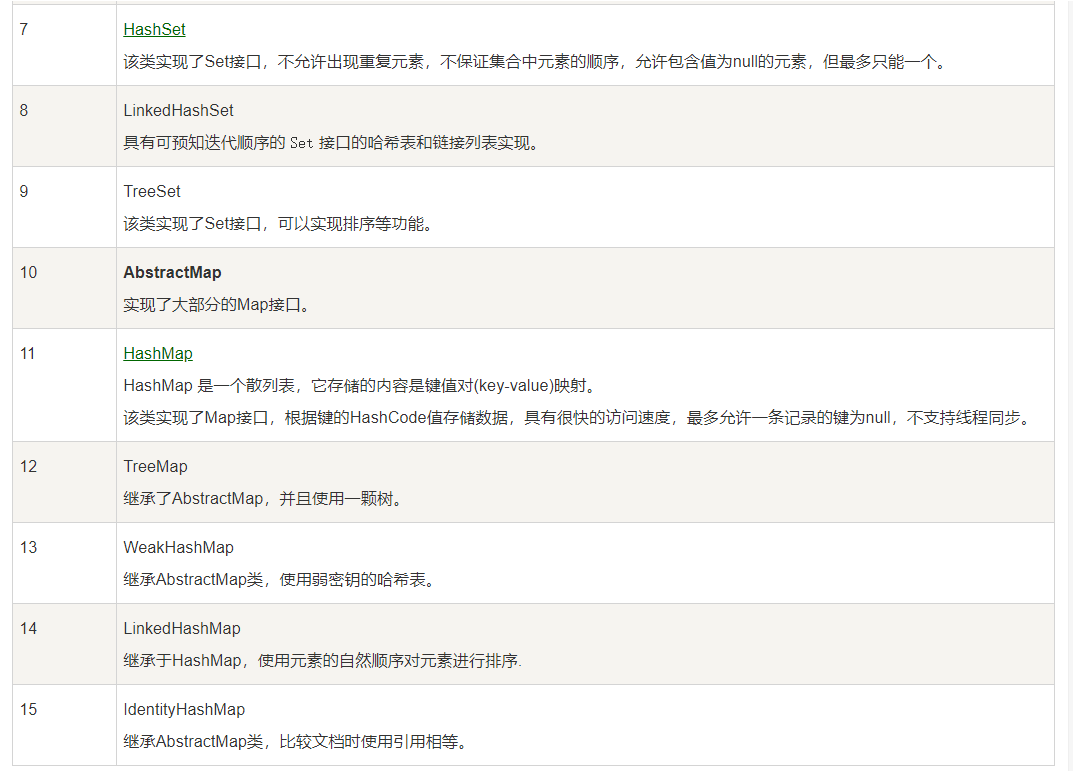 7
HashSet
该类实现了Set接口，不允许出现重复元素，不保证集合中元素的顺序，允许包含值为null的元素，但最多只能一个。
8
LinkedHashSet
具有可预知迭代顺序的 Set 接口的哈希表和链接列表实现。
9
TreeSet
该类实现了Set接口，可以实现排序等功能。
10
AbstractMap
实现了大部分的Map接口。
11
HashMap
HashMap 是一个散列表，它存储的内容是键值对(key-value)映射。
该类实现了Map接口，根据键的HashCode值存储数据，具有很快的访问速度，最多允许一条记录的键为null，不支持线程同步。
12
TreeMap
继承了AbstractMap，并且使用一颗树。
13
WeakHashMap
继承AbstractMap类，使用弱密钥的哈希表。
14
LinkedHashMap
继承于HashMap，使用元素的自然顺序对元素进行排序.
15
IdentityHashMap
继承AbstractMap类，比较文档时使用引用相等。